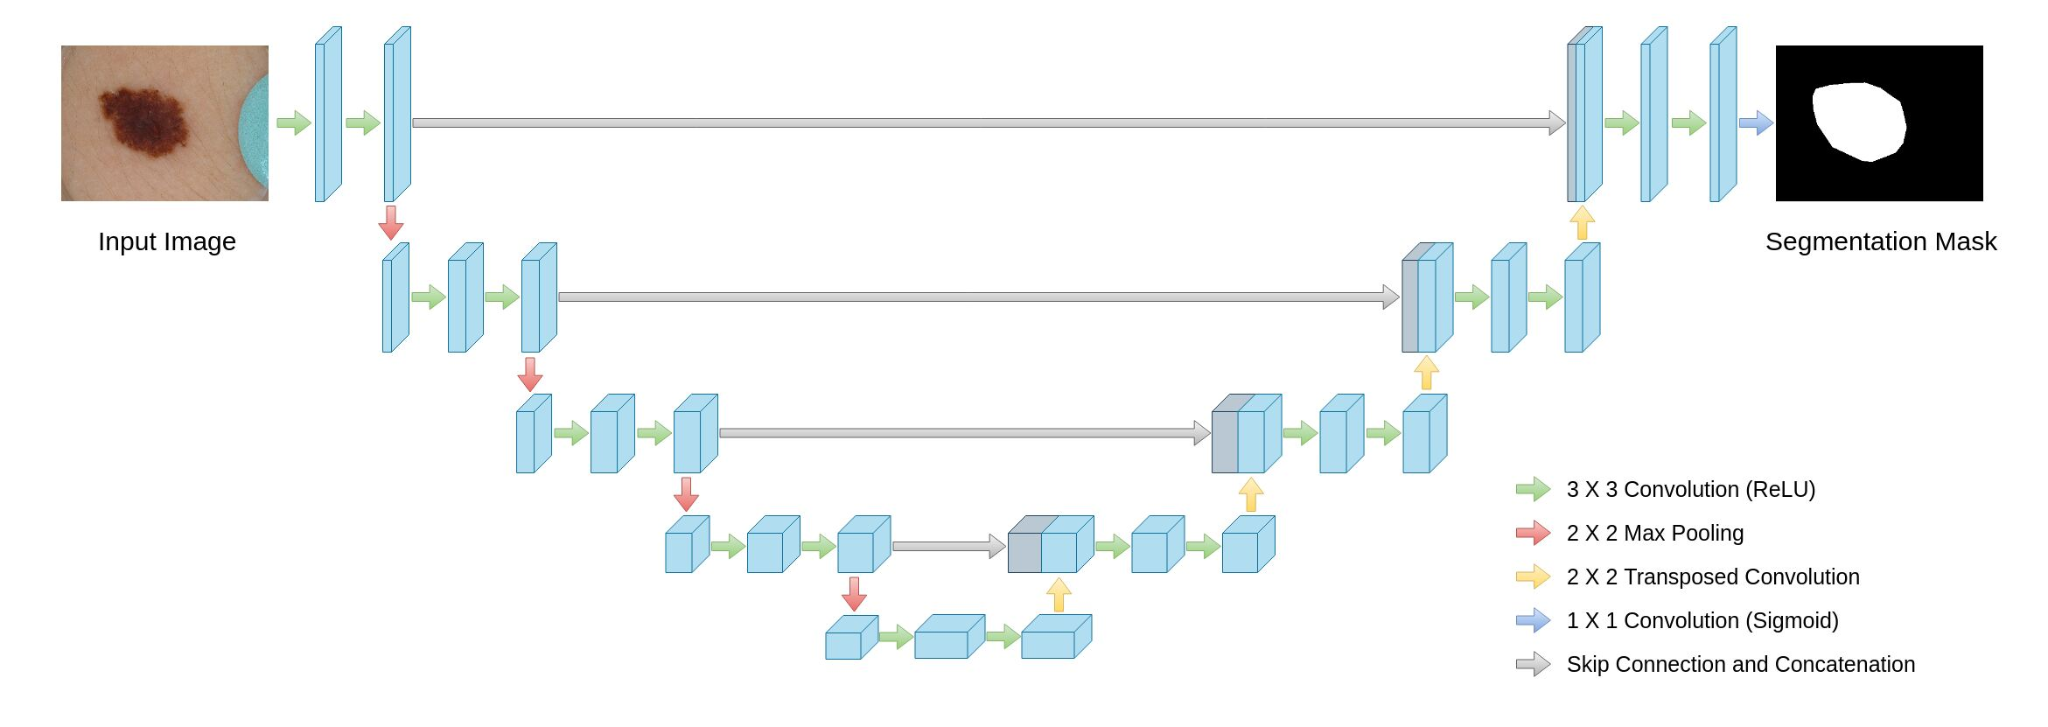 Input Image
Segmentation Mask
3 X 3 Convolution (ReLU)
2 X 2 Max Pooling
2 X 2 Transposed Convolution
1 X 1 Convolution (Sigmoid)
Skip Connection and Concatenation